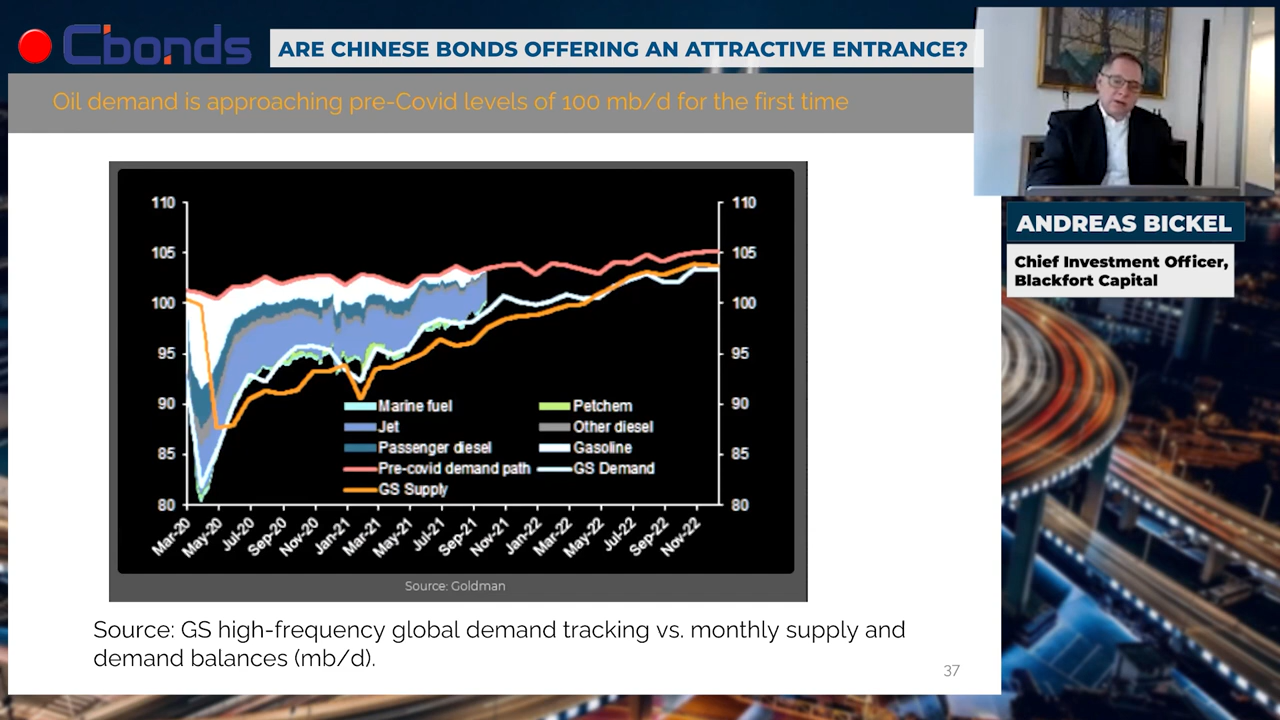 Cbonds
ARE CHINESE BONDS OFFERING AN ATTRACTIVE ENTRANCE?
Oil demand is approaching pre-Covid levels of 100 mb/d for the first time
ANDREAS BICKEL
Chief Investment Officer,
Blackfort Capital
110 110
105 105
100 100
95 95
90 90
85 85
80 80
Marine fuel Petchem
Jet Other diesel
Passenger diesel Gasoline
Pre-covid demand path GS Demand
GS Supply
Mar-20 May-20 Jul-20 Sep-20 Nov-20 Jan-21 Mar-21 May-21 Jul-21 Sep-21 Nov-21 Jan-22 Mar-22 May-22 Jul-22 Sep-22 Nov-22
Source: Goldman
Source: GS high-frequency global demand tracking vs. monthly supply and
demand balances (mb/d).
37